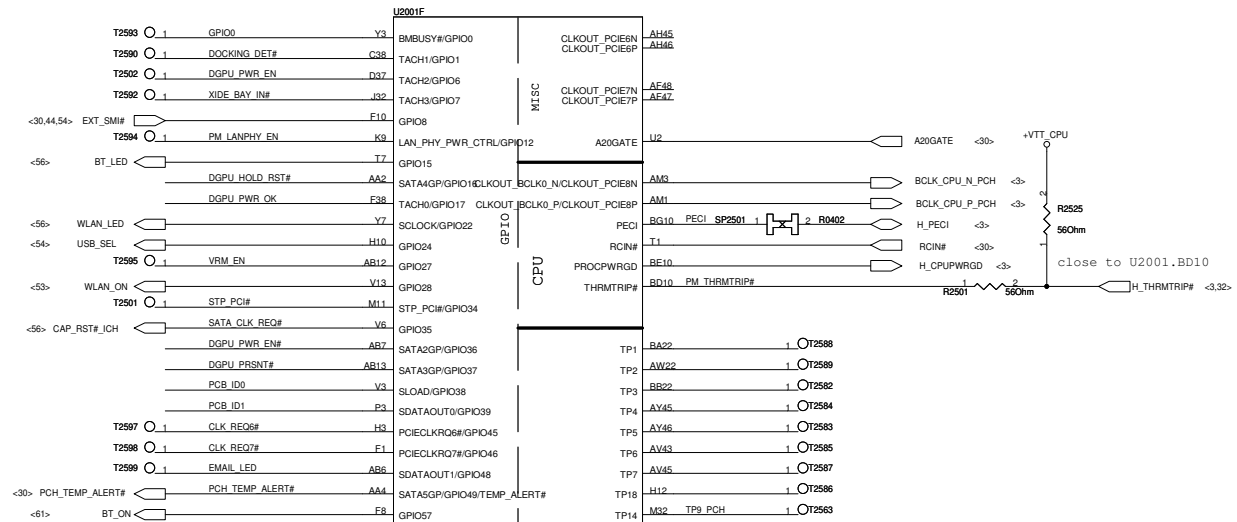 U2001F
T2593 1 GPIO0 Y3 BMBUSY#/GPIO0 CLKOUT_PCIE6N AH45
CLKOUT_PCIE6P AH46
T2590 1 DOCKING_DET# C38 TACH1/GPIO1
T2502 1 DGPU_PWR_EN D37 TACH2/GPIO6
MISC
CLKOUT_PCIE7N AF48
T2592 1 XIDE_BAY_IN# J32 TACH3/GPIO7 CLKOUT_PCIE7P AF47
<30,44,54> EXT_SMI# F10 GPIO8
T2594 1 PM_LANPHY_EN K9 LAN_PHY_PWR_CTRL/GPIO12 A20GATE U2 A20GATE <30>
+VTT_CPU
<56> BT_LED T7 GPIO15
DGPU_HOLD_RST# AA2 SATA4GP/GPIO16 CLKOUT_BCLK0_N/CLKOUT_PCIE8N AM3 BCLK_CPU_N_PCH <3>
DGPU_PWR_OK F38 TACH0/GPIO17 CLKOUT_BCLK0_P/CLKOUT_PCIE8P AM1 BCLK_CPU_P_PCH <3>
2
R2525
56Ohm
1
GPIO
<56> WLAN_LED Y7 SCLOCK/GPIO22 PECI BG10 PECI SP2501 1 2 R0402 H_PECI <3>
<54> USB_SEL H10 GPIO24 RCIN# T1 RCIN# <30>
CPU
T2595 1 VRM_EN AB12 GPIO27 PROCPWRGD BE10 H_CPUPWRGD <3>
close to U2001.BD10
<53> WLAN_ON V13 GPIO28 THRMTRIP# BD10 PM_THRMTRIP# 1 2 H_THRMTRIP# <3,32>
R2501 56Ohm
T2501 1 STP_PCI# M11 STP_PCI#/GPIO34
<56> CAP_RST#_ICH SATA_CLK_REQ# V6 GPIO35
DGPU_PWR_EN# AB7 SATA2GP/GPIO36 TP1 BA22 1 T2588
DGPU_PRSNT# AB13 SATA3GP/GPIO37 TP2 AW22 1 T2589
PCB_ID0 V3 SLOAD/GPIO38 TP3 BB22 1 T2582
PCB_ID1 P3 SDATAOUT0/GPIO39 TP4 AY45 1 T2584
T2597 1 CLK_REQ6# H3 PCIECLKRQ6#/GPIO45 TP5 AY46 1 T2583
T2598 1 CLK_REQ7# F1 PCIECLKRQ7#/GPIO46 TP6 AV43 1 T2585
T2599 1 EMAIL_LED AB6 SDATAOUT1/GPIO48 TP7 AV45 1 T2587
<30> PCH_TEMP_ALERT# PCH_TEMP_ALERT# AA4 SATA5GP/GPIO49/TEMP_ALERT# TP18 H12 1 T2586
<61> BT_ON F8 GPIO57 TP14 M32 TP9_PCH 1 T2563